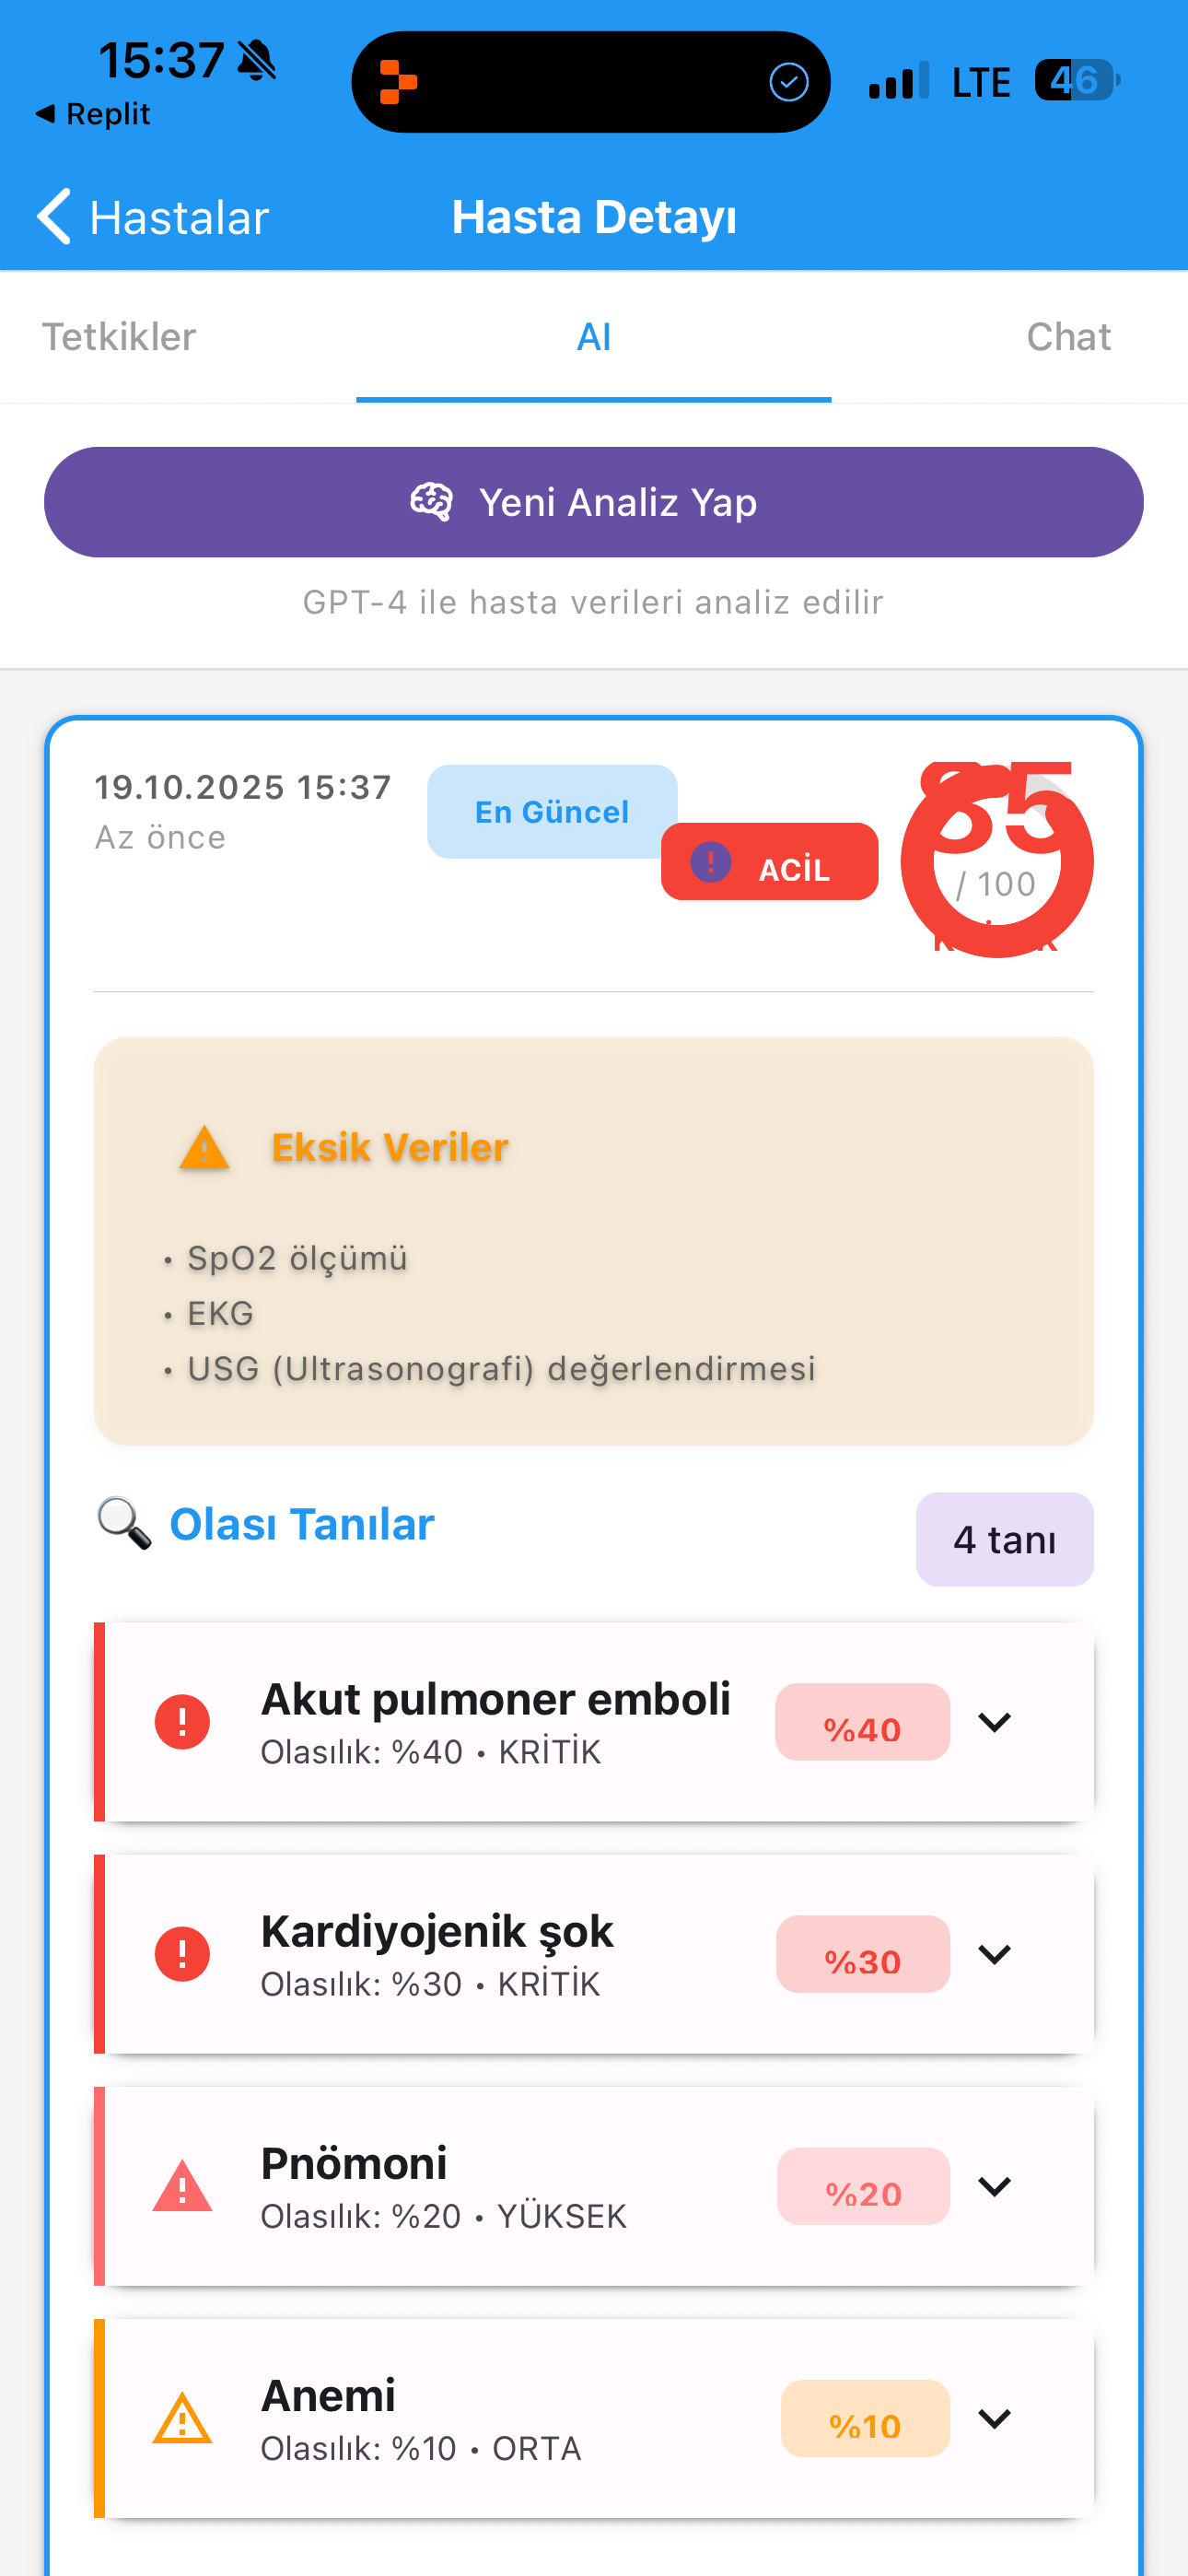 15:37
LTE
46
Replit
Hastalar
Hasta Detayı
Tetkikler
AI
Chat
Yeni Analiz Yap
GPT-4 ile hasta verileri analiz edilir
19.10.2025 15:37
Az önce
En Güncel
ACİL
85
/ 100
Eksik Veriler
• SpO2 ölçümü
• EKG
• USG (Ultrasonografi) değerlendirmesi
Olası Tanılar
4 tanı
Akut pulmoner emboli
Olasılık: %40 • KRİTİK
%40
Kardiyojenik şok
Olasılık: %30 • KRİTİK
%30
Pnömoni
Olasılık: %20 • YÜKSEK
%20
Anemi
Olasılık: %10 • ORTA
%10